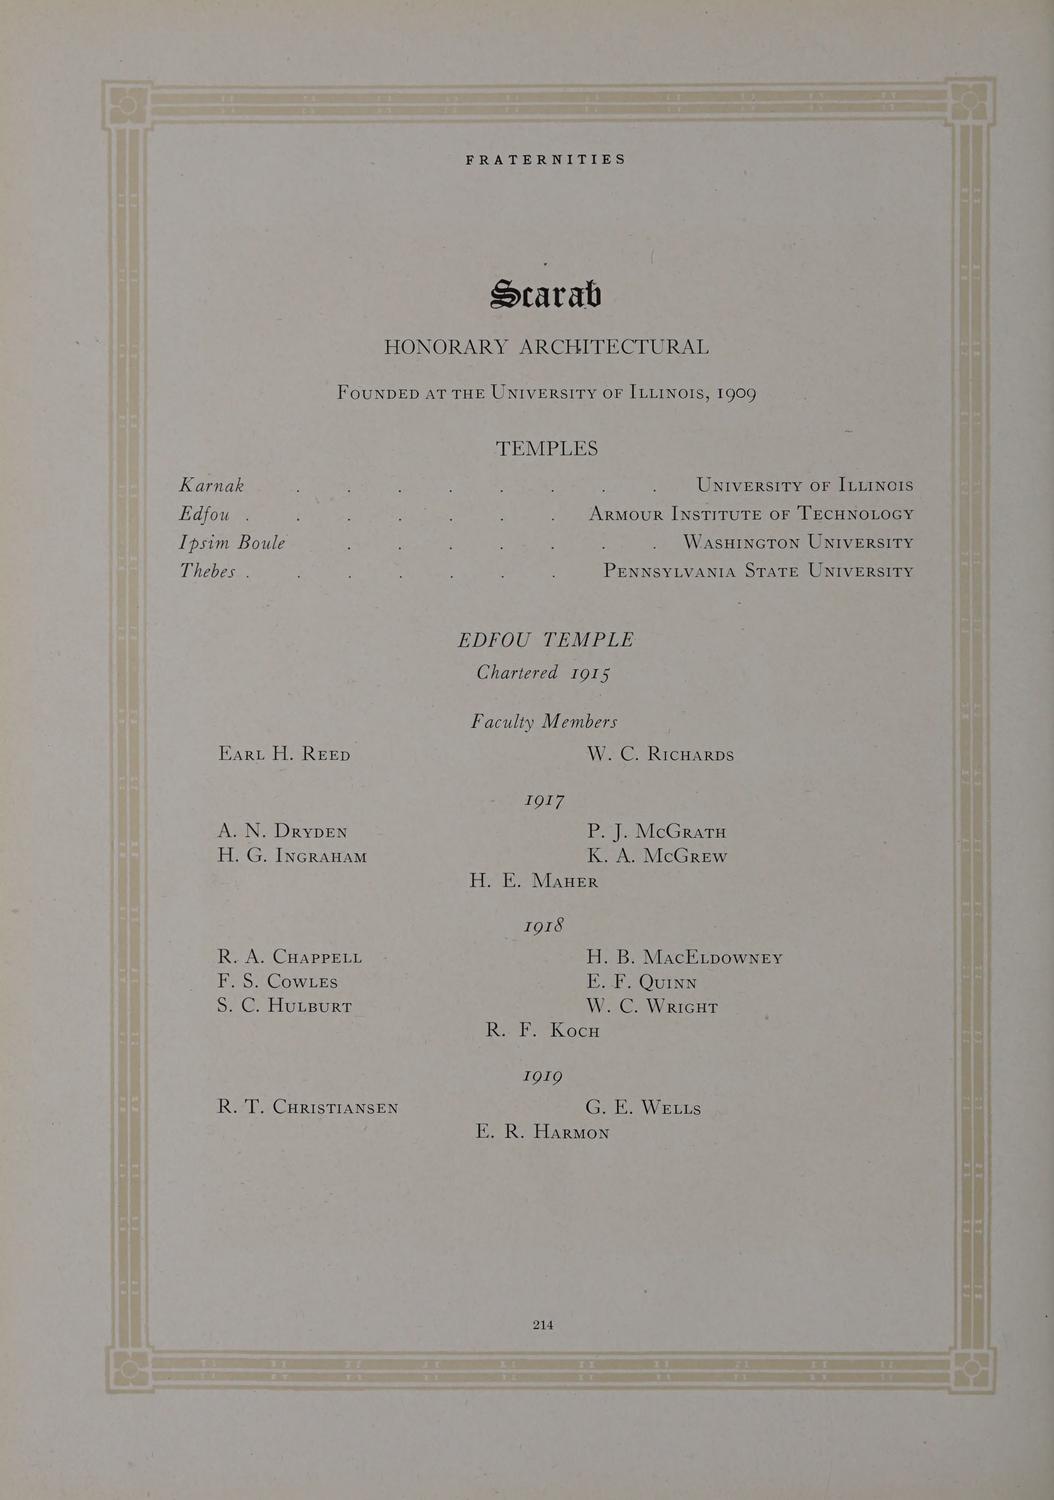 FRATERNITIES
Scarab
HONORARY ARCHITECTURAL
FOUNDED AT THE UNIVERSITY OF ILLINOIS, 1909
TEMPLES
Karnak . . . . . . . . UNIVERSITY OF ILLINOIS
Edfou . . . . . . . ARMOUR INSTITUTE OF TECHNOLOGY
Ipsim Boule . . . . . . . WASHINGTON UNIVERSITY
Thebes . . . . . . . PENNSYLVANIA STATE UNIVERSITY
EDFOU TEMPLE
Chartered 1915
Faculty Members
EARL H. REED W. C. RICHARDS
1917
A. N. DRYDEN P. J. MCGRATH
H. G. INGRAHAM K. A. MCGREW
H. E. MAHER
1918
R. A. CHAPPELL H. B. MACELDOWNEY
F. S. COWLES E. F. QUINN
S. C. HULBURT W. C. WRIGHT
R. F. KOCH
1919
R. T. CHRISTIANSEN G. E. WELLS
E. R. HARMON
214